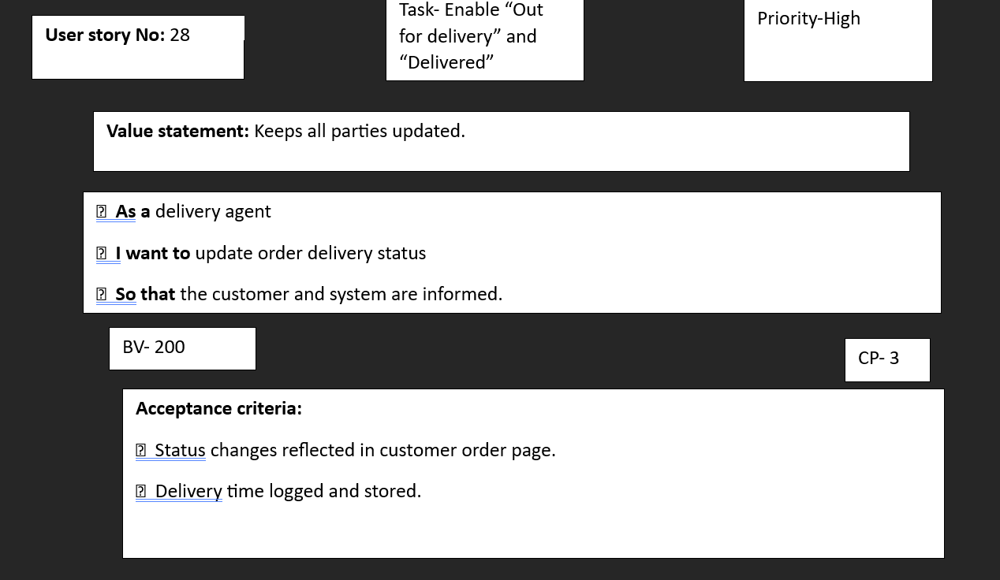 User story No: 28
Task- Enable “Out
for delivery” and
“Delivered”
Priority-High
Value statement: Keeps all parties updated.
⍰ As a delivery agent
⍰ I want to update order delivery status
⍰ So that the customer and system are informed.
BV- 200
CP- 3
Acceptance criteria:
⍰ Status changes reflected in customer order page.
⍰ Delivery time logged and stored.